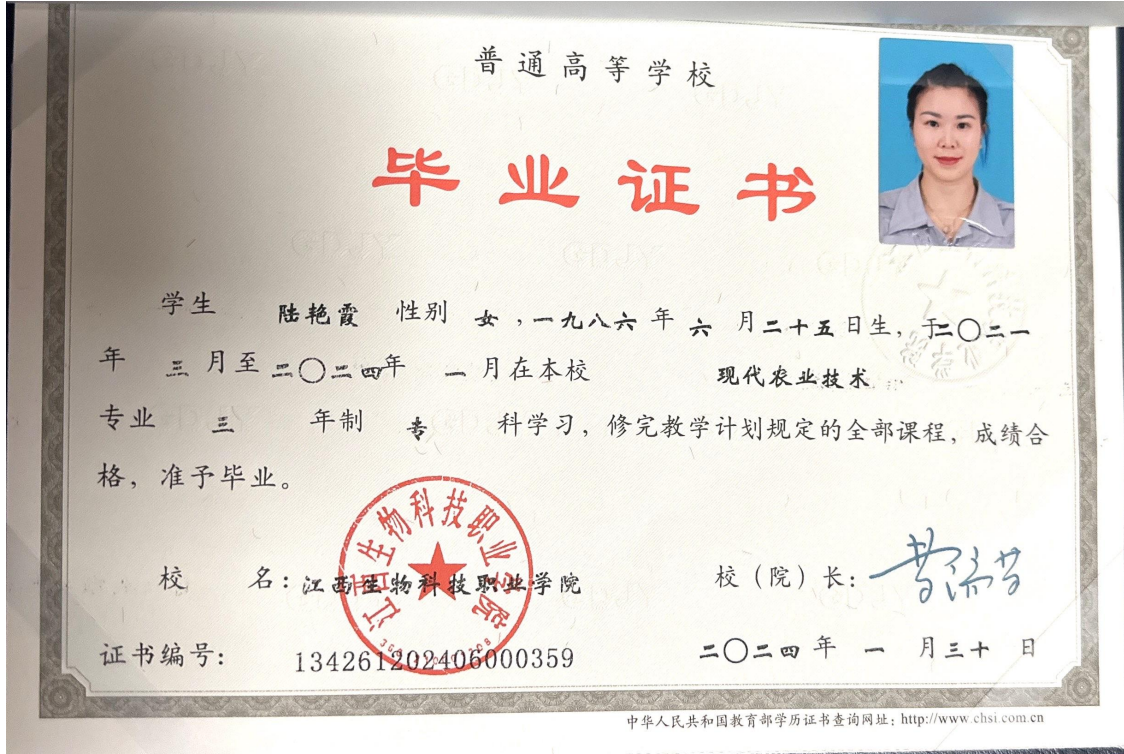 普通高等学校
毕业证书
学生 陆艳霞 性别 女,一九八六年 六 月二十五日生,于二〇二一
年 三 月至二〇二四年 一 月在本校 现代农业技术
专业 三 年制 专 科学习,修完教学计划规定的全部课程,成绩合
格,准予毕业。
江西生物科技职业学院
校 名:江西生物科技职业学院 校(院)长:
证书编号: 134261202406000359 二〇二四 年 一 月三十 日
中华人民共和国教育部学历证书查询网址:http://www.chsi.com.cn